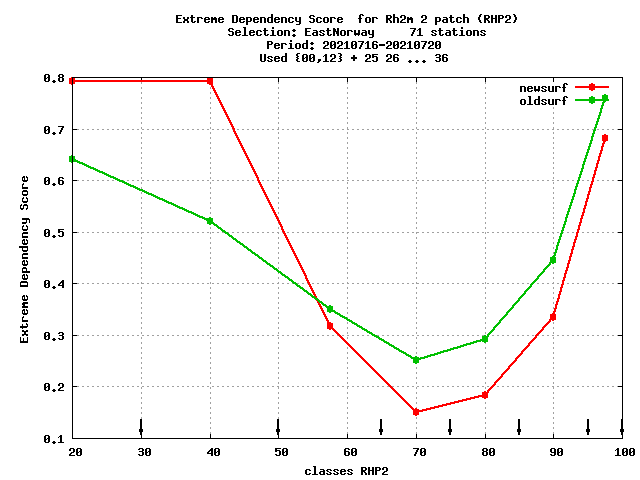 Extreme Dependency Score  for Rh2m 2 patch (RHP2)
Selection: EastNorway     71 stations
Period: 20210716-20210720
Used {00,12} + 25 26 ... 36
newsurf
oldsurf
0.8
0.7
0.6
0.5
0.4
0.3
0.2
0.1
Extreme Dependency Score
20 30 40 50 60 70 80 90 100
classes RHP2